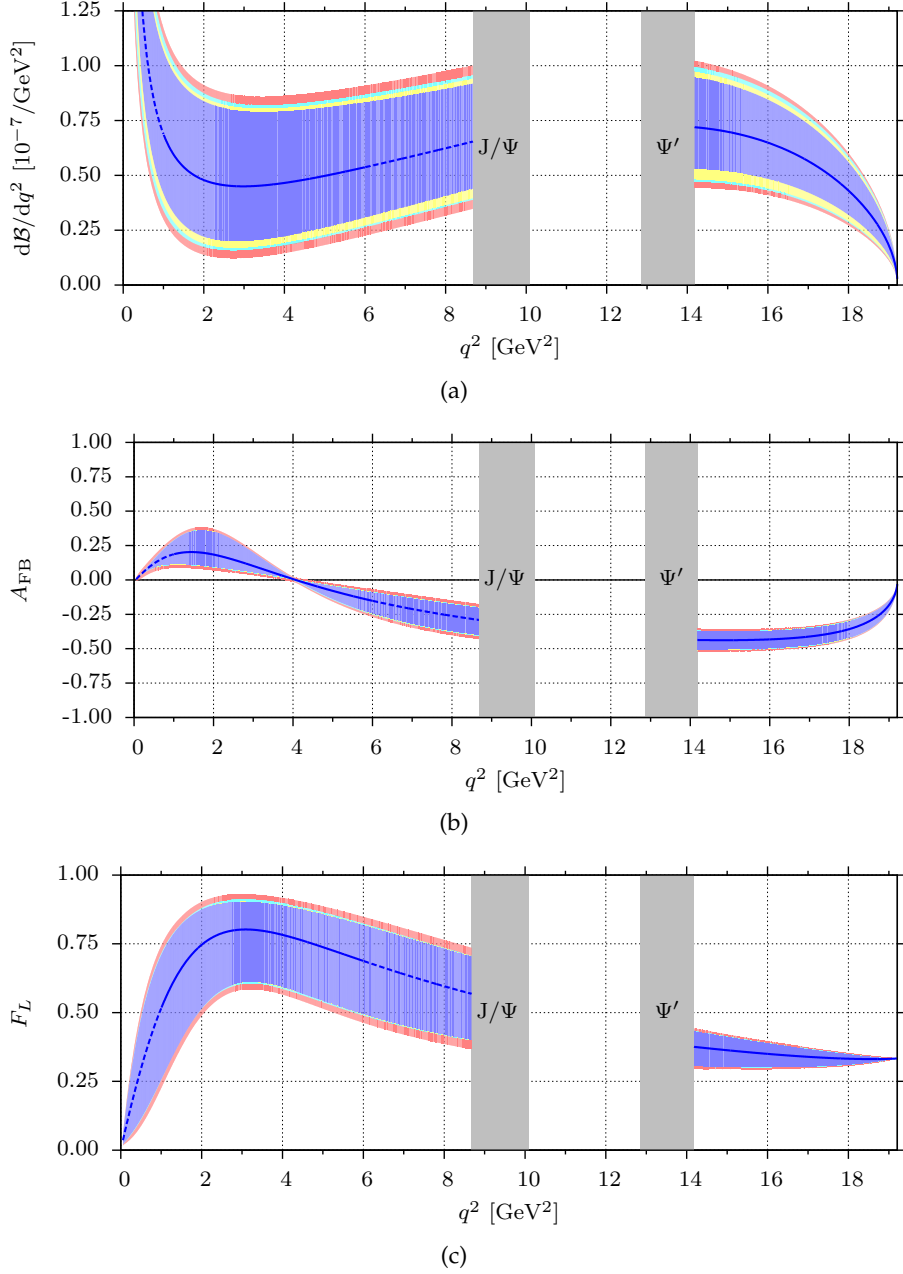 1.25
1.00
0.75
0.50
0.25
0.00
dB/dq² [10⁻⁷/GeV²]
J/Ψ
Ψ′
0 2 4 6 8 10 12 14 16 18
q² [GeV²]
(a)
1.00
0.75
0.50
0.25
0.00
-0.25
-0.50
-0.75
-1.00
A_FB
J/Ψ
Ψ′
0 2 4 6 8 10 12 14 16 18
q² [GeV²]
(b)
1.00
0.75
0.50
0.25
0.00
F_L
J/Ψ
Ψ′
0 2 4 6 8 10 12 14 16 18
q² [GeV²]
(c)